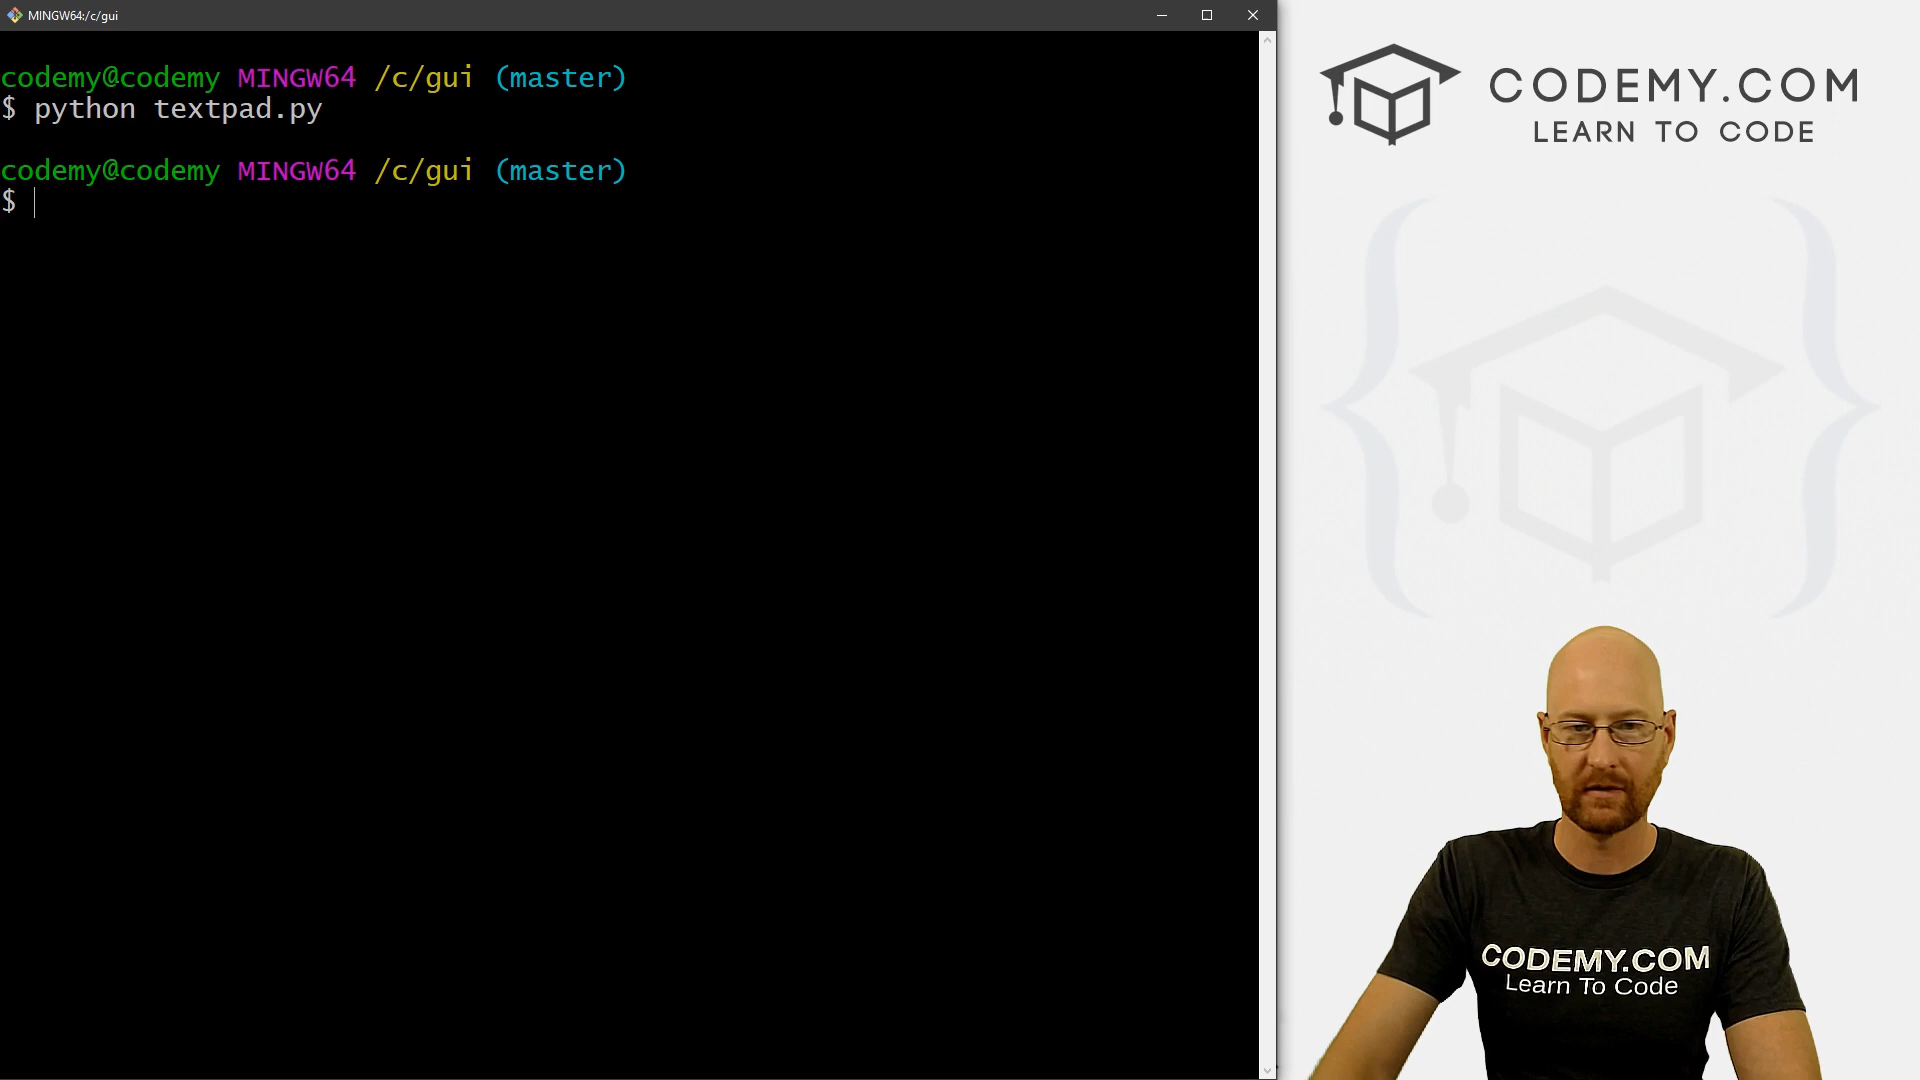 MINGW64:/c/gui
codemy@codemy MINGW64 /c/gui (master)
$ python textpad.py
codemy@codemy MINGW64 /c/gui (master)
$
CODEMY.COM
LEARN TO CODE
CODEMY.COM
Learn To Code